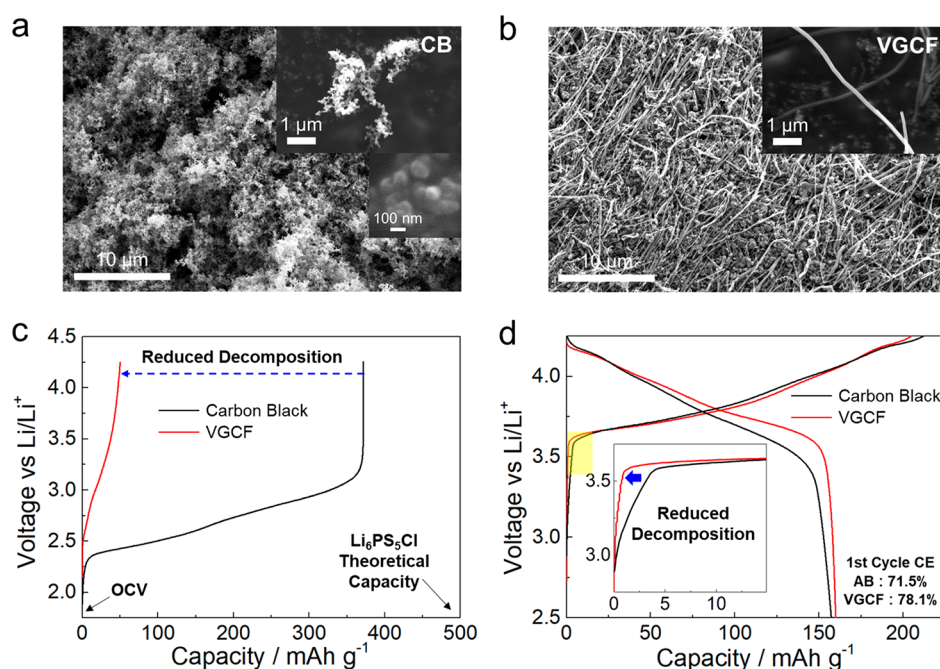 a
CB
1 μm
100 nm
10 μm
b
VGCF
1 μm
10 μm
c
4.5
4.0
3.5
3.0
2.5
2.0
Voltage vs Li/Li⁺
Reduced Decomposition
Carbon Black
VGCF
OCV
Li₆PS₅Cl
Theoretical
Capacity
0
100
200
300
400
500
Capacity / mAh g⁻¹
d
4.0
3.5
3.0
2.5
Voltage vs Li/Li⁺
Carbon Black
VGCF
3.5
3.0
0
5
10
Reduced
Decomposition
1st Cycle CE
AB : 71.5%
VGCF : 78.1%
0
50
100
150
200
Capacity / mAh g⁻¹